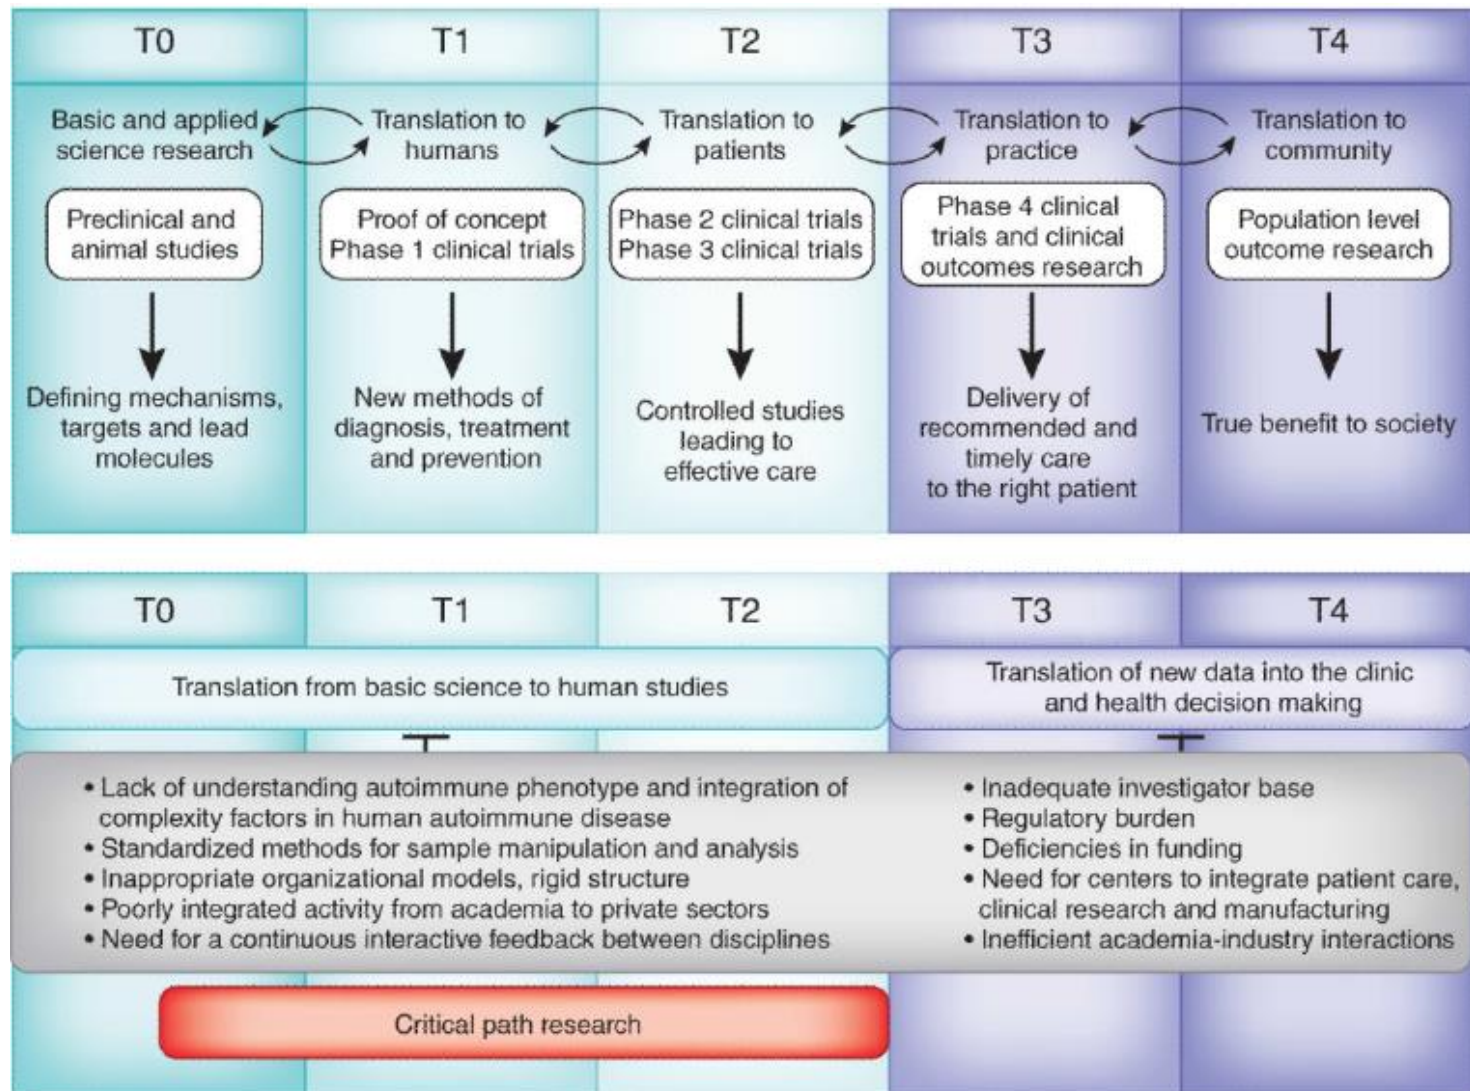 T0
T1
T2
T3
T4
Basic and applied
science research
Translation to
humans
Translation to
patients
Translation to
practice
Translation to
community
Preclinical and
animal studies
Proof of concept
Phase 1 clinical trials
Phase 2 clinical trials
Phase 3 clinical trials
Phase 4 clinical
trials and clinical
outcomes research
Population level
outcome research
Defining mechanisms,
targets and lead
molecules
New methods of
diagnosis, treatment
and prevention
Controlled studies
leading to
effective care
Delivery of
recommended and
timely care
to the right patient
True benefit to society
T0
T1
T2
T3
T4
Translation from basic science to human studies
Translation of new data into the clinic
and health decision making
• Lack of understanding autoimmune phenotype and integration of
complexity factors in human autoimmune disease
• Standardized methods for sample manipulation and analysis
• Inappropriate organizational models, rigid structure
• Poorly integrated activity from academia to private sectors
• Need for a continuous interactive feedback between disciplines
• Inadequate investigator base
• Regulatory burden
• Deficiencies in funding
• Need for centers to integrate patient care,
clinical research and manufacturing
• Inefficient academia-industry interactions
Critical path research